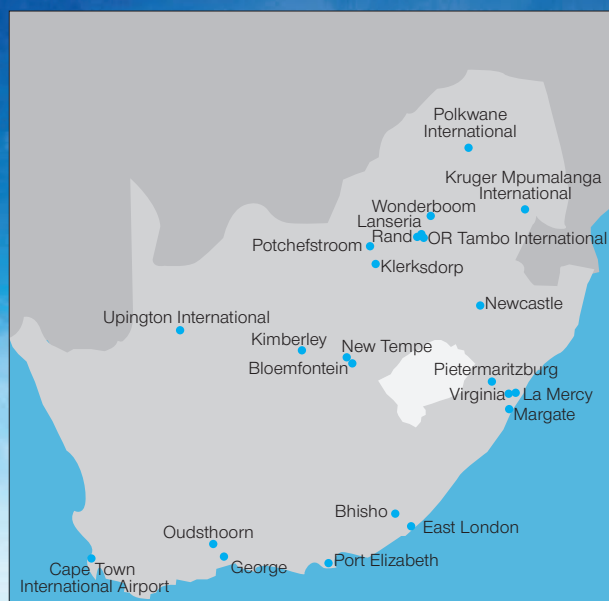 Polkwane
International
Kruger Mpumalanga
International
Wonderboom
Lanseria
Rand
OR Tambo International
Potchefstroom
Klerksdorp
Newcastle
Upington International
Kimberley
New Tempe
Bloemfontein
Pietermaritzburg
Virginia
La Mercy
Margate
Bhisho
East London
Oudsthoorn
George
Port Elizabeth
Cape Town
International Airport